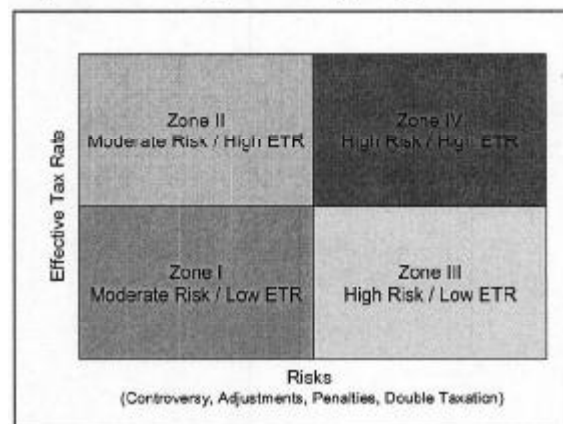 Zone II
Moderate Risk / High ETR
Zone IV
High Risk / High ETR
Effective Tax Rate
Zone I
Moderate Risk / Low ETR
Zone III
High Risk / Low ETR
Risks
(Controversy, Adjustments, Penalties, Double Taxation)